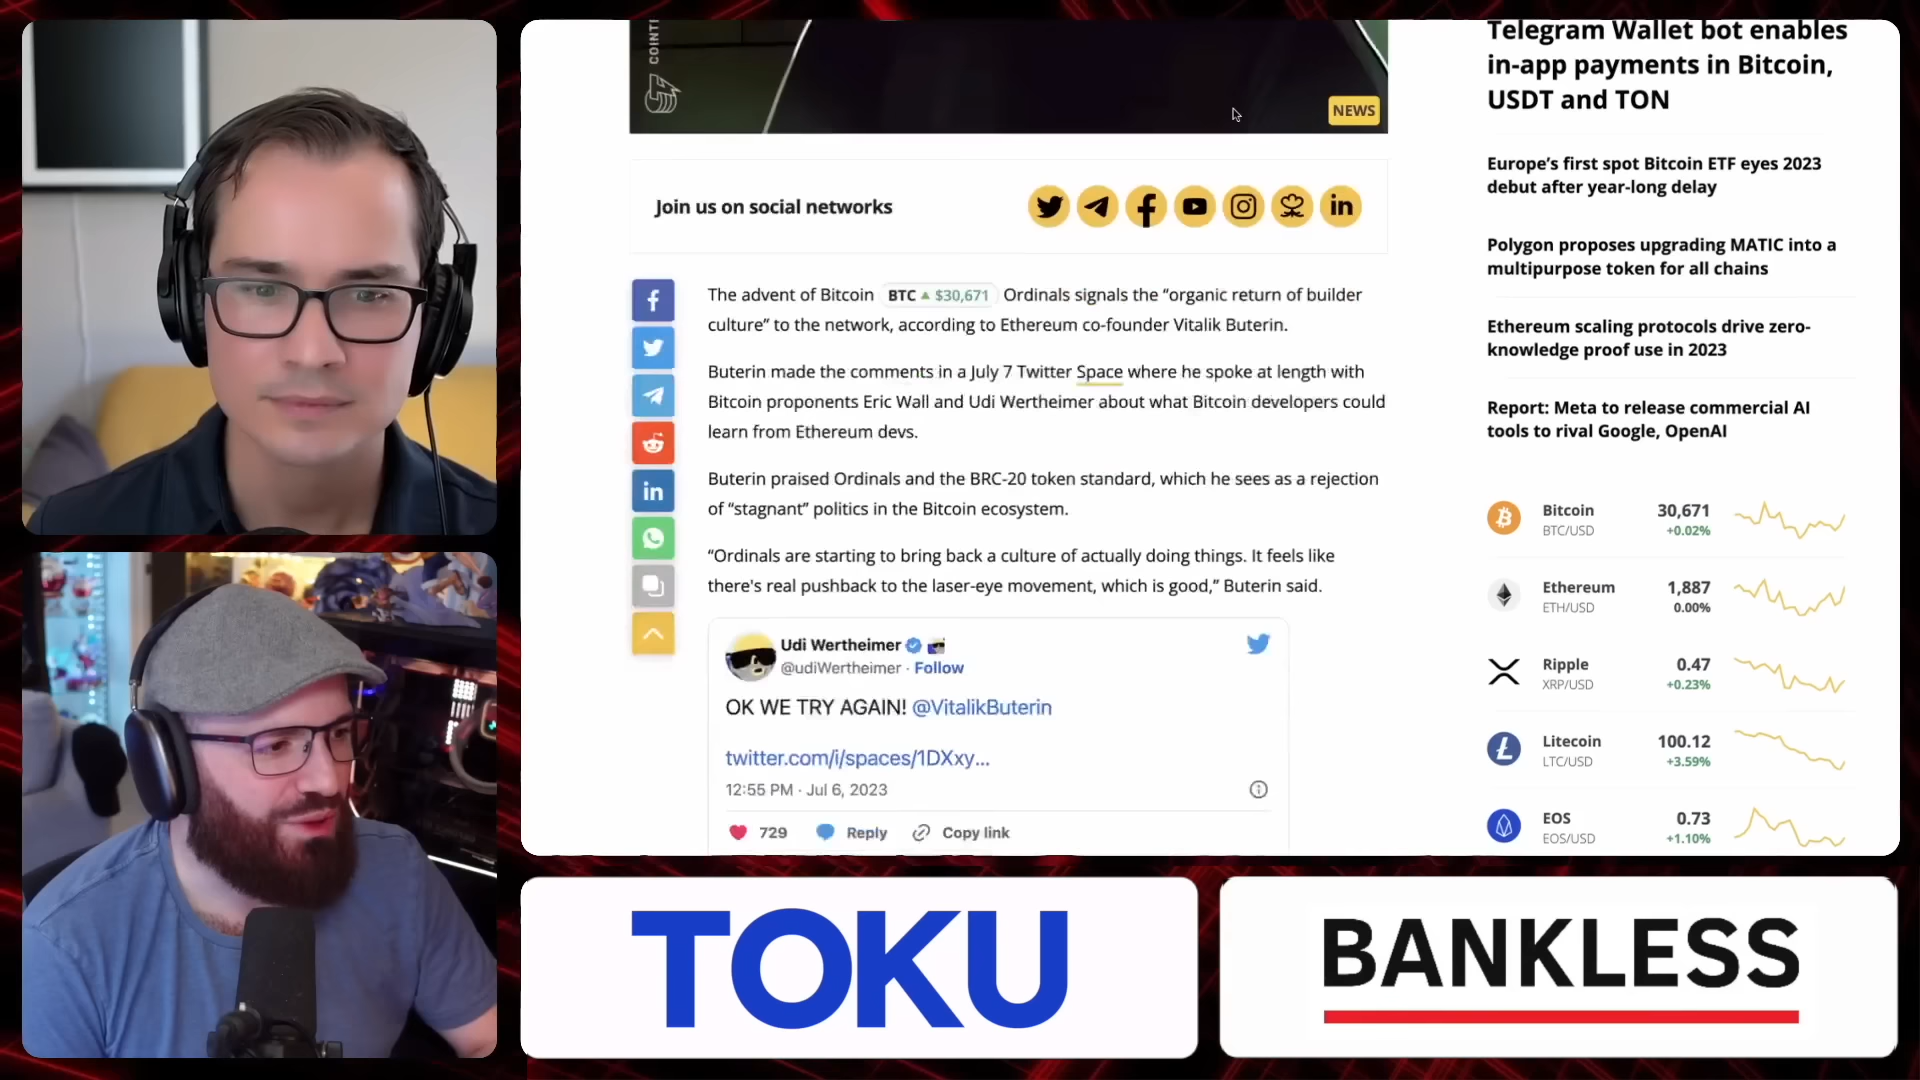 COINT
NEWS
Join us on social networks
The advent of Bitcoin BTC ▲ $30,671 Ordinals signals the “organic return of builder
culture” to the network, according to Ethereum co-founder Vitalik Buterin.
Buterin made the comments in a July 7 Twitter Space where he spoke at length with
Bitcoin proponents Eric Wall and Udi Wertheimer about what Bitcoin developers could
learn from Ethereum devs.
Buterin praised Ordinals and the BRC-20 token standard, which he sees as a rejection
of “stagnant” politics in the Bitcoin ecosystem.
“Ordinals are starting to bring back a culture of actually doing things. It feels like
there's real pushback to the laser-eye movement, which is good,” Buterin said.
Udi Wertheimer
@udiWertheimer · Follow
OK WE TRY AGAIN! @VitalikButerin
twitter.com/i/spaces/1DXxy...
12:55 PM · Jul 6, 2023
729 Reply Copy link
Telegram Wallet bot enables
in-app payments in Bitcoin,
USDT and TON
Europe’s first spot Bitcoin ETF eyes 2023
debut after year-long delay
Polygon proposes upgrading MATIC into a
multipurpose token for all chains
Ethereum scaling protocols drive zero-
knowledge proof use in 2023
Report: Meta to release commercial AI
tools to rival Google, OpenAI
Bitcoin 30,671
BTC/USD +0.02%
Ethereum 1,887
ETH/USD 0.00%
Ripple 0.47
XRP/USD +0.23%
Litecoin 100.12
LTC/USD +3.59%
EOS 0.73
EOS/USD +1.10%
TOKU
BANKLESS